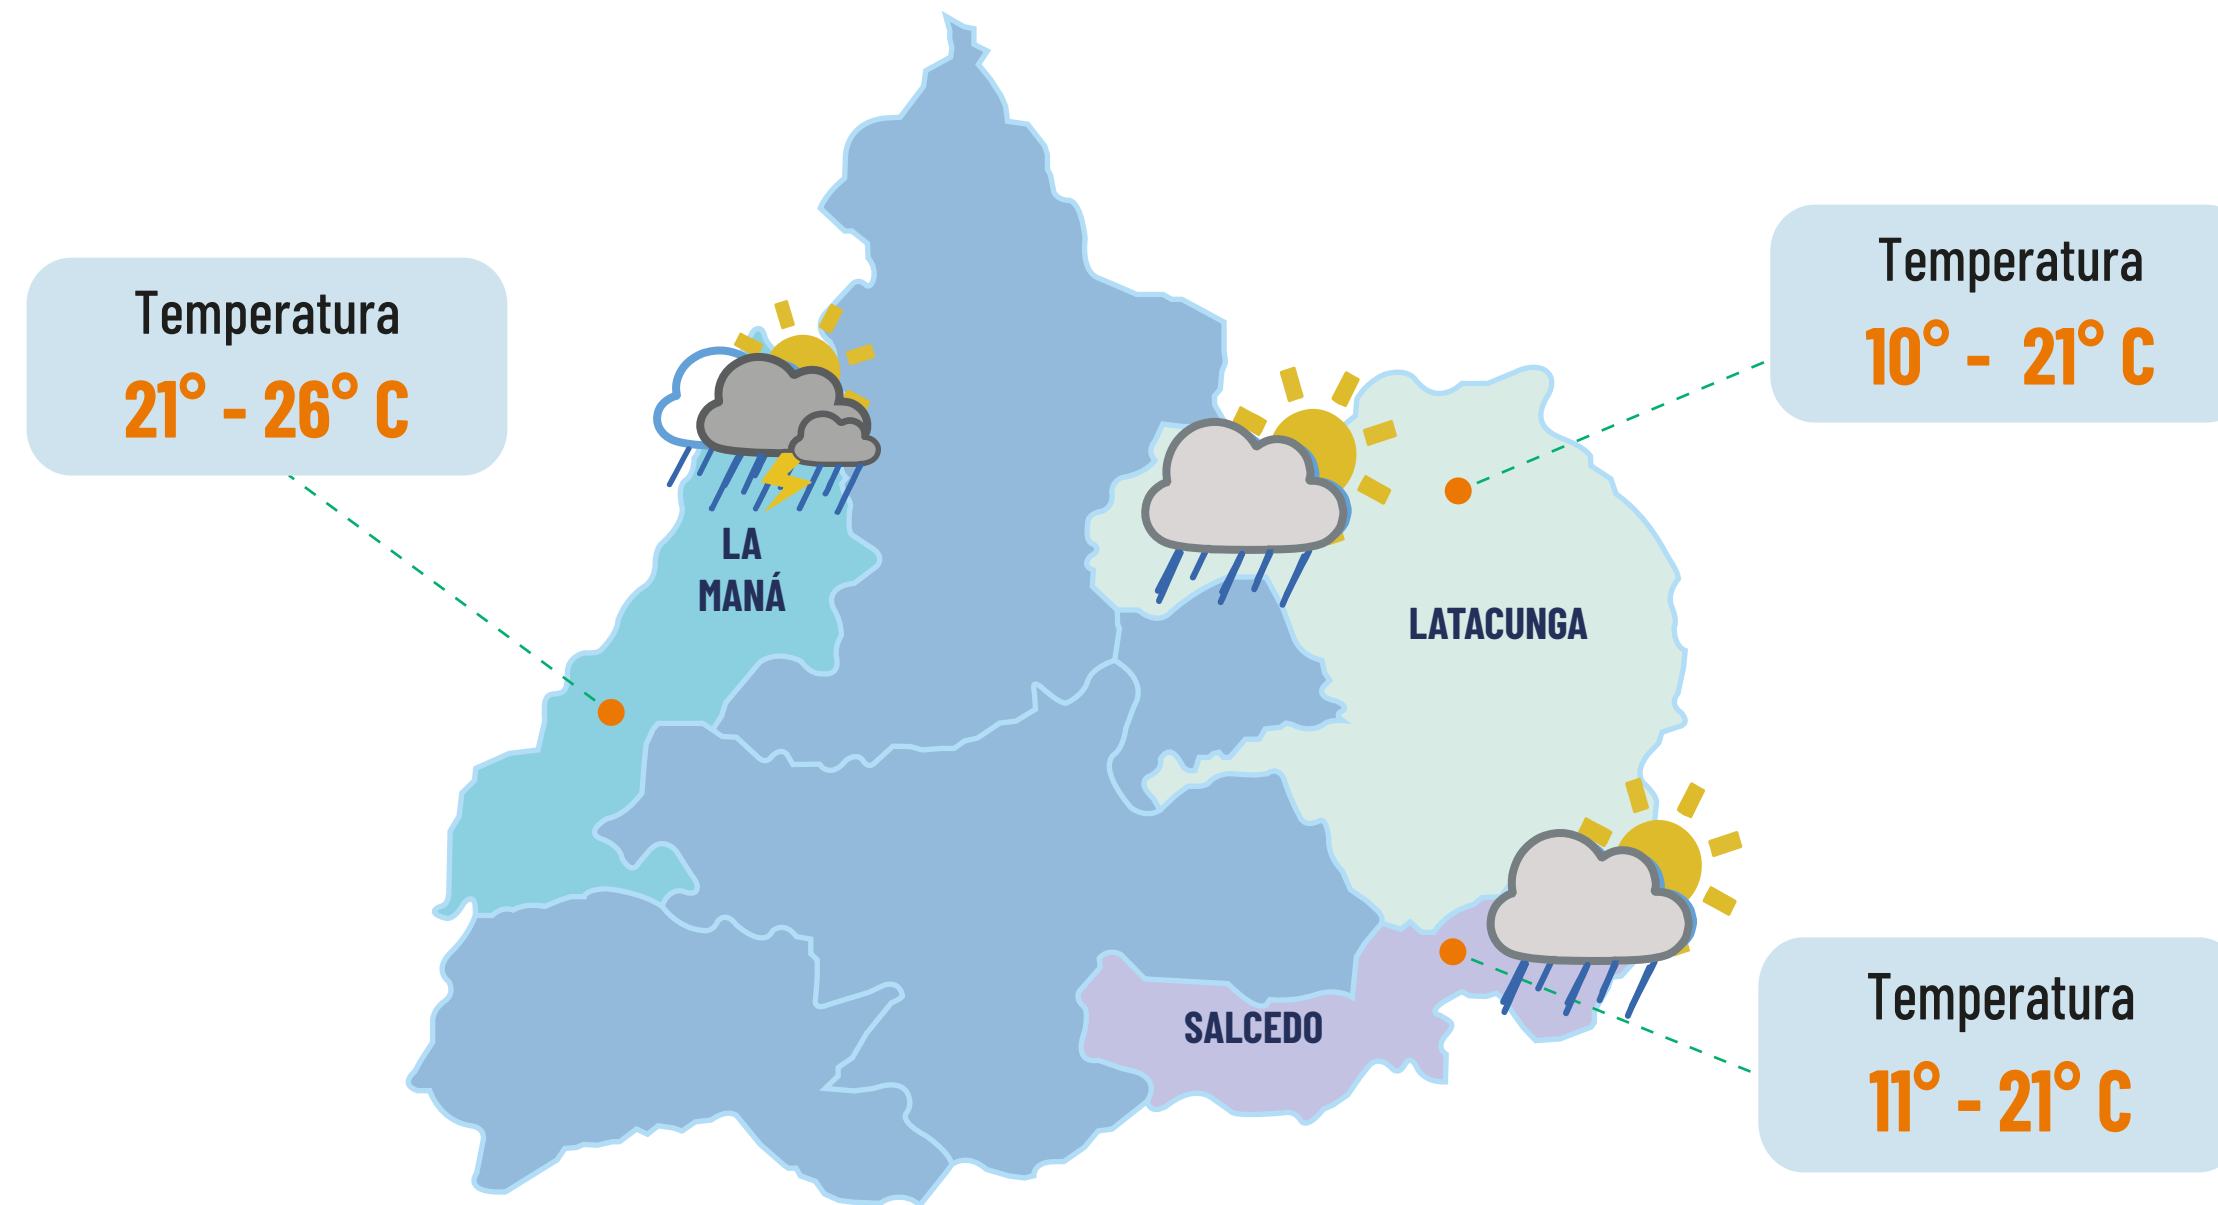 Temperatura
10° - 21° C
Temperatura
21° - 26° C
LA
MANÁ
LATACUNGA
Temperatura
11° - 21° C
SALCEDO